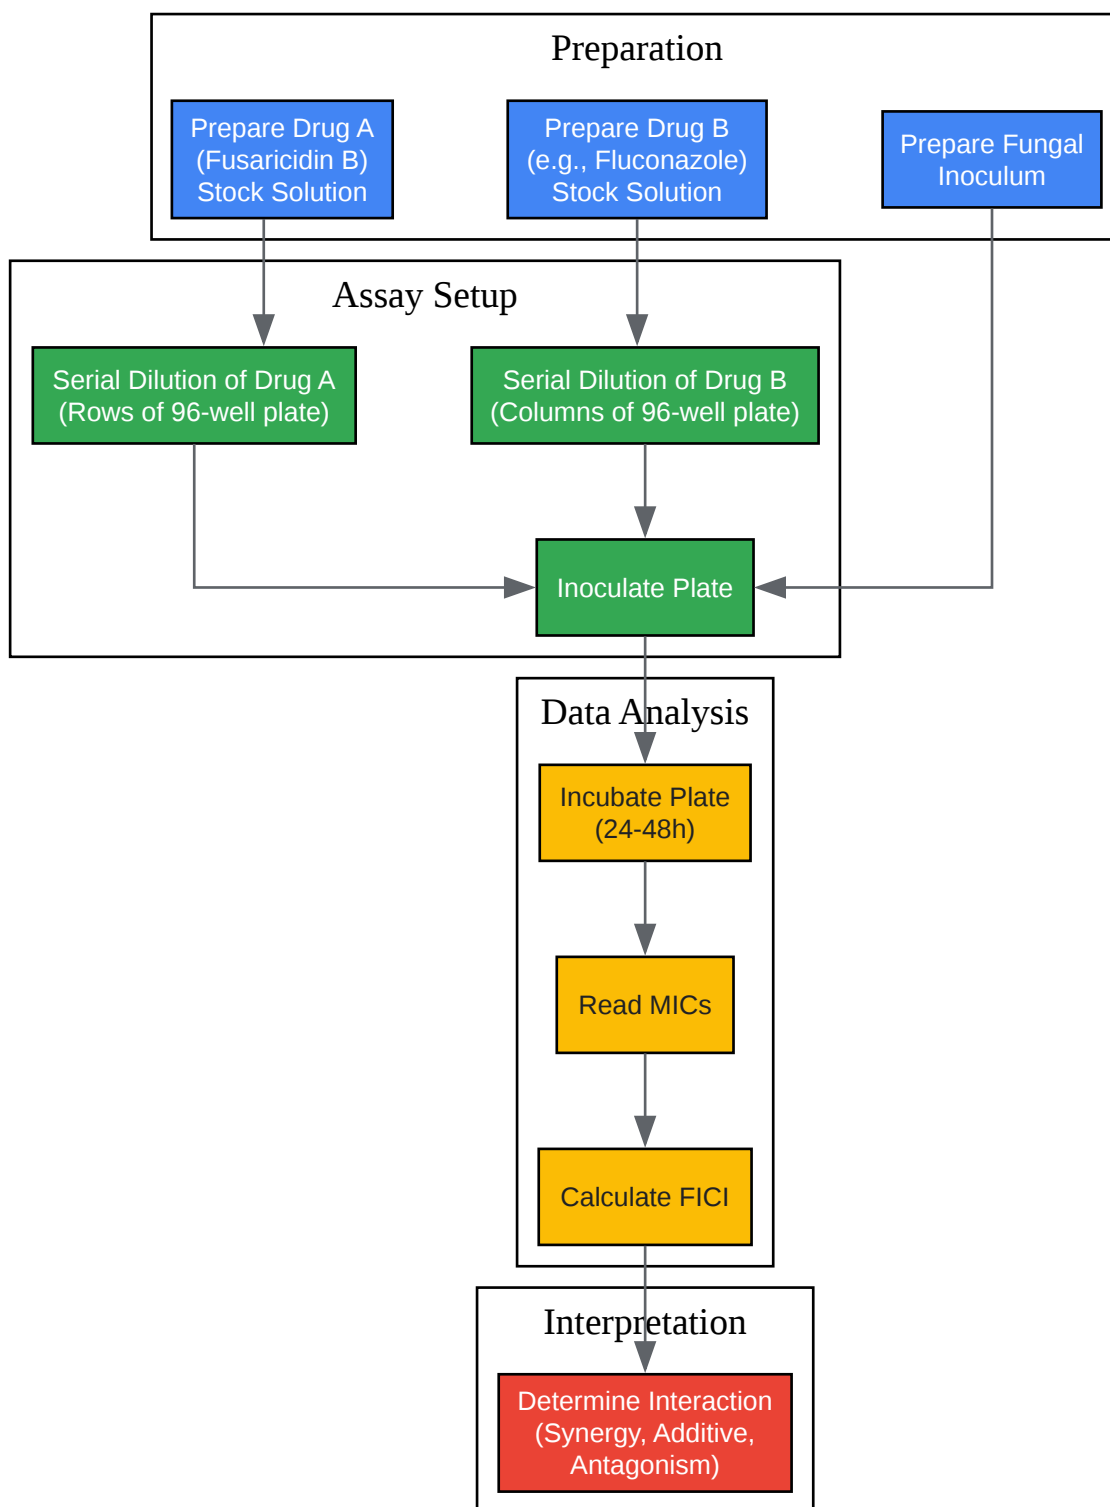 Preparation
Prepare Drug A
(Fusaricidin B)
Stock Solution
Prepare Drug B
(e.g., Fluconazole)
Stock Solution
Prepare Fungal
Inoculum
Assay Setup
Serial Dilution of Drug A
(Rows of 96-well plate)
Serial Dilution of Drug B
(Columns of 96-well plate)
Inoculate Plate
Data Analysis
Incubate Plate
(24-48h)
Read MICs
Calculate FICI
Interpretation
Determine Interaction
(Synergy, Additive,
Antagonism)